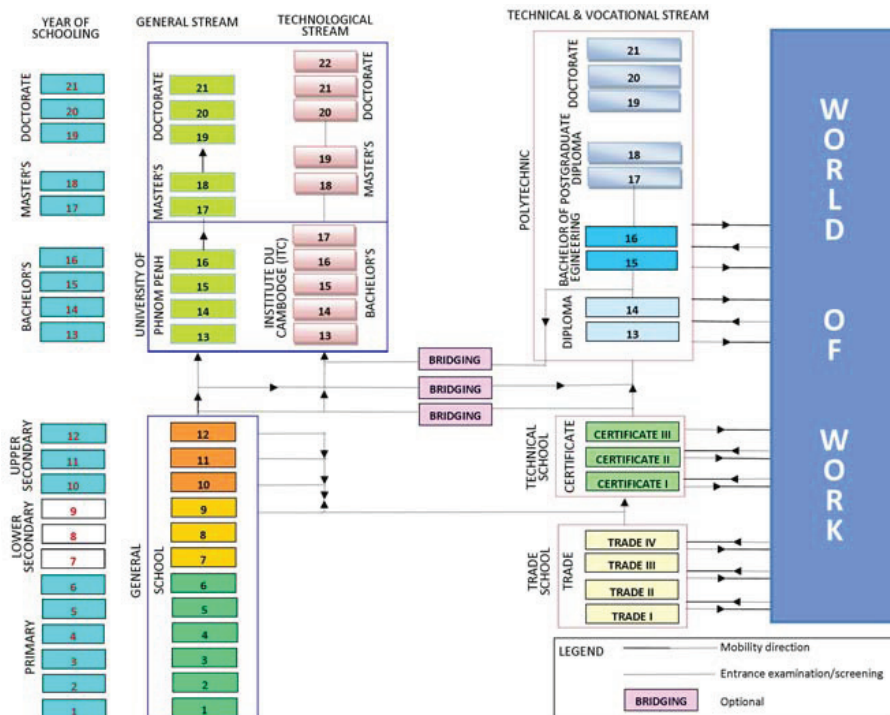 YEAR OF
SCHOOLING
GENERAL STREAM
TECHNOLOGICAL
STREAM
TECHNICAL & VOCATIONAL STREAM
DOCTORATE
21
20
19
MASTER'S
18
17
BACHELOR'S
16
15
14
13
UPPER
SECONDARY
12
11
10
LOWER
SECONDARY
9
8
7
PRIMARY
6
5
4
3
2
1
DOCTORATE
21
20
19
MASTER'S
18
17
UNIVERSITY OF
PHNOM PENH
16
15
14
13
GENERAL
SCHOOL
12
11
10
9
8
7
6
5
4
3
2
1
22
21
20
DOCTORATE
19
18
MASTER'S
INSTITUTE DU
CAMBODGE (ITC)
17
16
15
14
13
BACHELOR'S
BRIDGING
BRIDGING
BRIDGING
POLYTECHNIC
DOCTORATE
21
20
19
POSTGRADUATE
DIPLOMA
18
17
BACHELOR OF
EGINEERING
16
15
DIPLOMA
14
13
TECHNICAL
SCHOOL
CERTIFICATE
CERTIFICATE III
CERTIFICATE II
CERTIFICATE I
TRADE SCHOOL
TRADE
TRADE IV
TRADE III
TRADE II
TRADE I
WORLD
OF
WORK
LEGEND
Mobility direction
Entrance examination/screening
BRIDGING
Optional